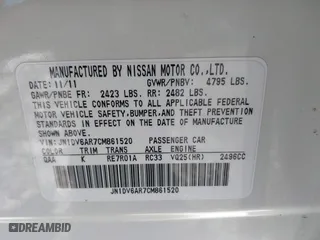 MANUFACTURED BY NISSAN MOTOR CO.,LTD.
DATE: 11/11 GVWR/PNBV: 4795 LBS.
GAWR/PNBE FR: 2423 LBS. RR: 2482 LBS.
THIS VEHICLE CONFORMS TO ALL APPLICABLE FEDERAL
MOTOR VEHICLE SAFETY,BUMPER,AND THEFT PREVENTION
STANDARDS IN EFFECT ON THE DATE OF MANUFACTURE
SHOWN ABOVE.
VIN:JN1DV6AR7CM861520 PASSENGER CAR
COLOR TRIM TRANS AXLE ENGINE
QAA K RE7R01A RC33 VQ25(HR) 2496CC
JN1DV6AR7CM861520